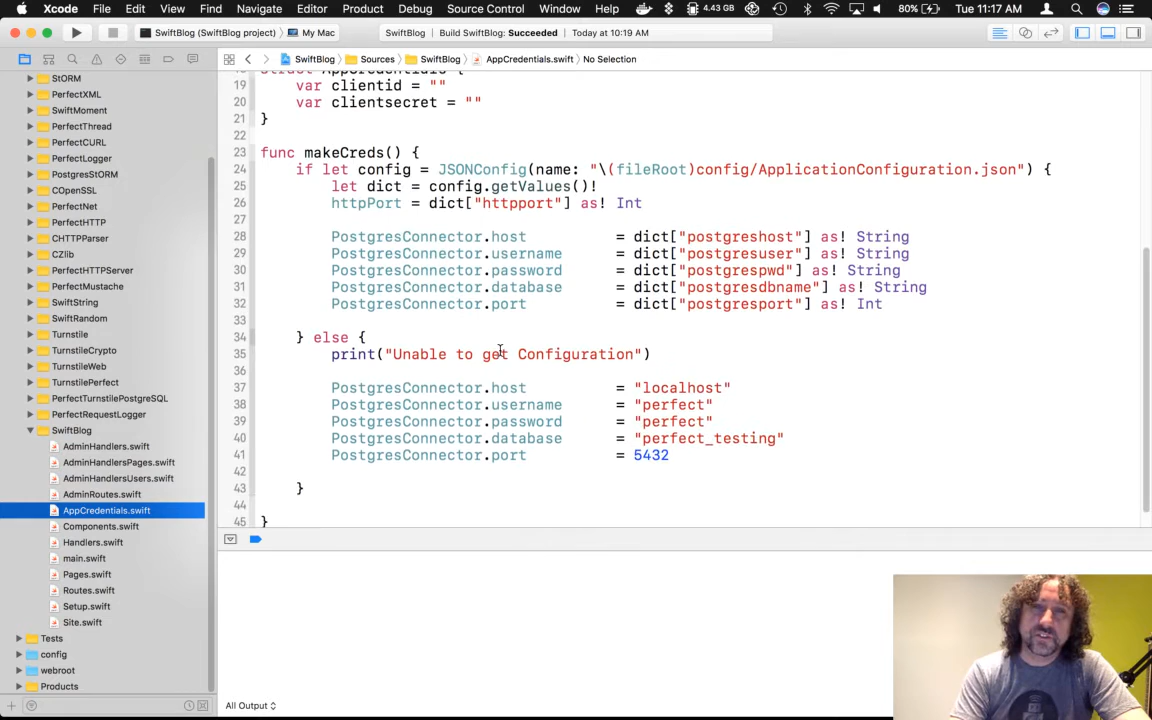 Xcode File Edit View Find Navigate Editor Product Debug Source Control Window Help 4.43 GB 80% Tue 11:17 AM
SwiftBlog (SwiftBlog project) My Mac SwiftBlog Build SwiftBlog: Succeeded Today at 10:19 AM
SwiftBlog Sources SwiftBlog AppCredentials.swift No Selection
StORM
PerfectXML
SwiftMoment
PerfectThread
PerfectCURL
PerfectLogger
PostgresStORM
COpenSSL
PerfectNet
PerfectHTTP
CHTTPParser
CZlib
PerfectHTTPServer
PerfectMustache
SwiftString
SwiftRandom
Turnstile
TurnstileCrypto
TurnstileWeb
TurnstilePerfect
PerfectTurnstilePostgreSQL
PerfectRequestLogger
SwiftBlog
AdminHandlers.swift
AdminHandlersPages.swift
AdminHandlersUsers.swift
AdminRoutes.swift
AppCredentials.swift
Components.swift
Handlers.swift
main.swift
Pages.swift
Routes.swift
Setup.swift
Site.swift
Tests
config
webroot
Products
18 struct AppCredentials {
19 var clientid = ""
20 var clientsecret = ""
21 }
22
23 func makeCreds() {
24 if let config = JSONConfig(name: "\(fileRoot)config/ApplicationConfiguration.json") {
25 let dict = config.getValues()!
26 httpPort = dict["httpport"] as! Int
27
28 PostgresConnector.host = dict["postgreshost"] as! String
29 PostgresConnector.username = dict["postgresuser"] as! String
30 PostgresConnector.password = dict["postgrespwd"] as! String
31 PostgresConnector.database = dict["postgresdbname"] as! String
32 PostgresConnector.port = dict["postgresport"] as! Int
33
34 } else {
35 print("Unable to get Configuration")
36
37 PostgresConnector.host = "localhost"
38 PostgresConnector.username = "perfect"
39 PostgresConnector.password = "perfect"
40 PostgresConnector.database = "perfect_testing"
41 PostgresConnector.port = 5432
42
43 }
44
45 }
All Output